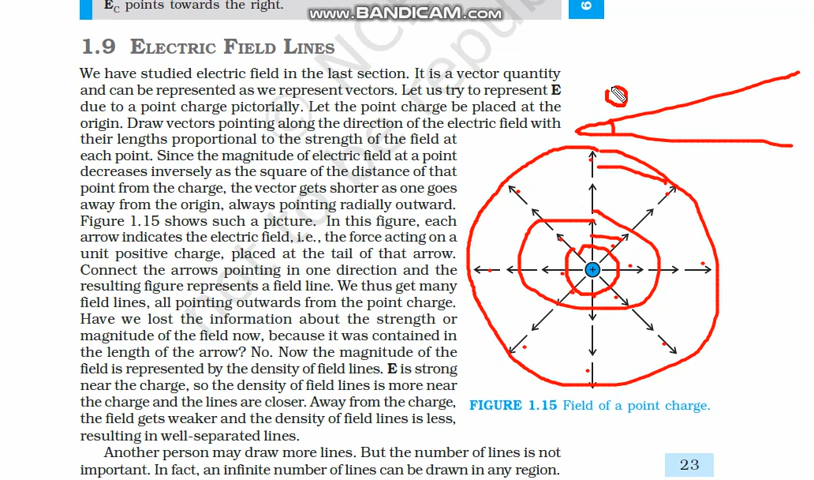 E_C points towards the right.
WWW.BANDICAM.COM
9
1.9 ELECTRIC FIELD LINES
We have studied electric field in the last section. It is a vector quantity
and can be represented as we represent vectors. Let us try to represent E
due to a point charge pictorially. Let the point charge be placed at the
origin. Draw vectors pointing along the direction of the electric field with
their lengths proportional to the strength of the field at
each point. Since the magnitude of electric field at a point
decreases inversely as the square of the distance of that
point from the charge, the vector gets shorter as one goes
away from the origin, always pointing radially outward.
Figure 1.15 shows such a picture. In this figure, each
arrow indicates the electric field, i.e., the force acting on a
unit positive charge, placed at the tail of that arrow.
Connect the arrows pointing in one direction and the
resulting figure represents a field line. We thus get many
field lines, all pointing outwards from the point charge.
Have we lost the information about the strength or
magnitude of the field now, because it was contained in
the length of the arrow? No. Now the magnitude of the
field is represented by the density of field lines. E is strong
near the charge, so the density of field lines is more near
the charge and the lines are closer. Away from the charge,
the field gets weaker and the density of field lines is less,
resulting in well-separated lines.
Another person may draw more lines. But the number of lines is not
important. In fact, an infinite number of lines can be drawn in any region.
+
FIGURE 1.15 Field of a point charge.
23
© NC
not to be republ